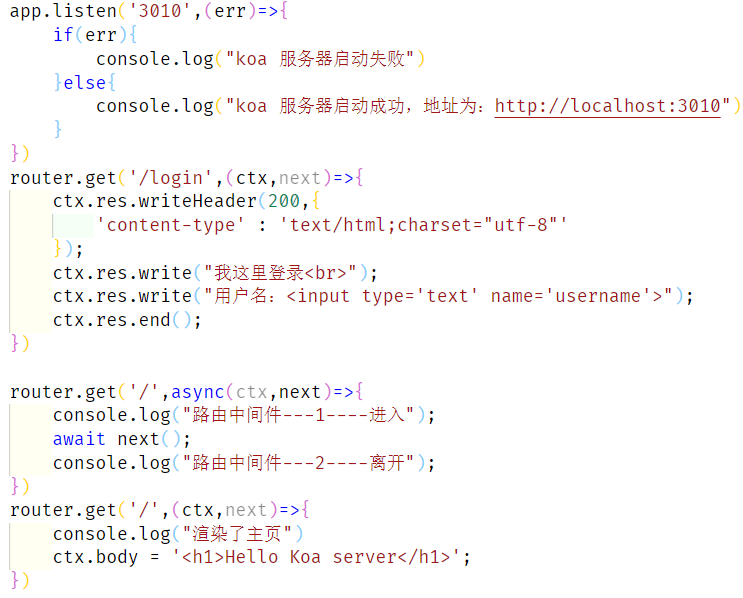 app.listen('3010',(err)=>{
    if(err){
        console.log("koa 服务器启动失败")
    }else{
        console.log("koa 服务器启动成功，地址为：http://localhost:3010")
    }
})
router.get('/login',(ctx,next)=>{
    ctx.res.writeHeader(200,{
        'content-type' : 'text/html;charset="utf-8"'
    });
    ctx.res.write("我这里登录<br>");
    ctx.res.write("用户名：<input type='text' name='username'>");
    ctx.res.end();
})

router.get('/',async(ctx,next)=>{
    console.log("路由中间件---1----进入");
    await next();
    console.log("路由中间件---2----离开");
})
router.get('/',(ctx,next)=>{
    console.log("渲染了主页")
    ctx.body = '<h1>Hello Koa server</h1>';
})